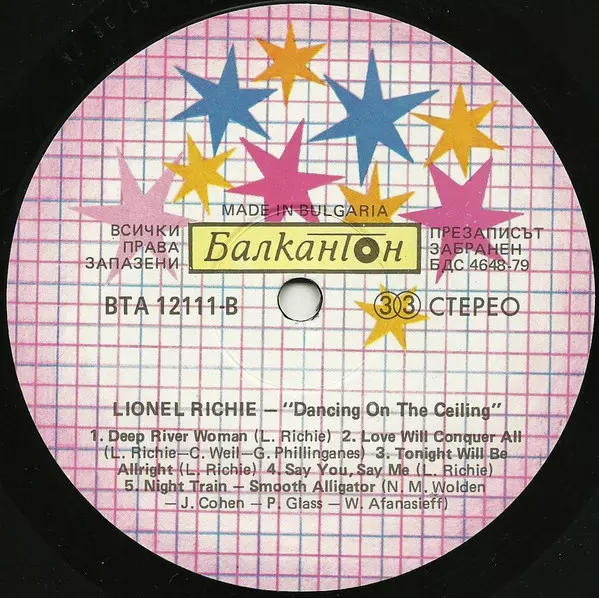 MADE IN BULGARIA
ВСИЧКИ
ПРАВА
ЗАПАЗЕНИ
Балкантон
ПРЕЗАПИСЪТ
ЗАБРАНЕН
БДС 4648-79
ВТА 12111-В
33 СТЕРЕО
LIONEL RICHIE – "Dancing On The Ceiling"
1. Deep River Woman (L. Richie) 2. Love Will Conquer All
(L. Richie–C. Weil–G. Phillinganes) 3. Tonight Will Be
Allright (L. Richie) 4. Say You, Say Me (L. Richie)
5. Night Train – Smooth Alligator (N. M. Wolden
– J. Cohen – P. Glass – W. Afanasieff)